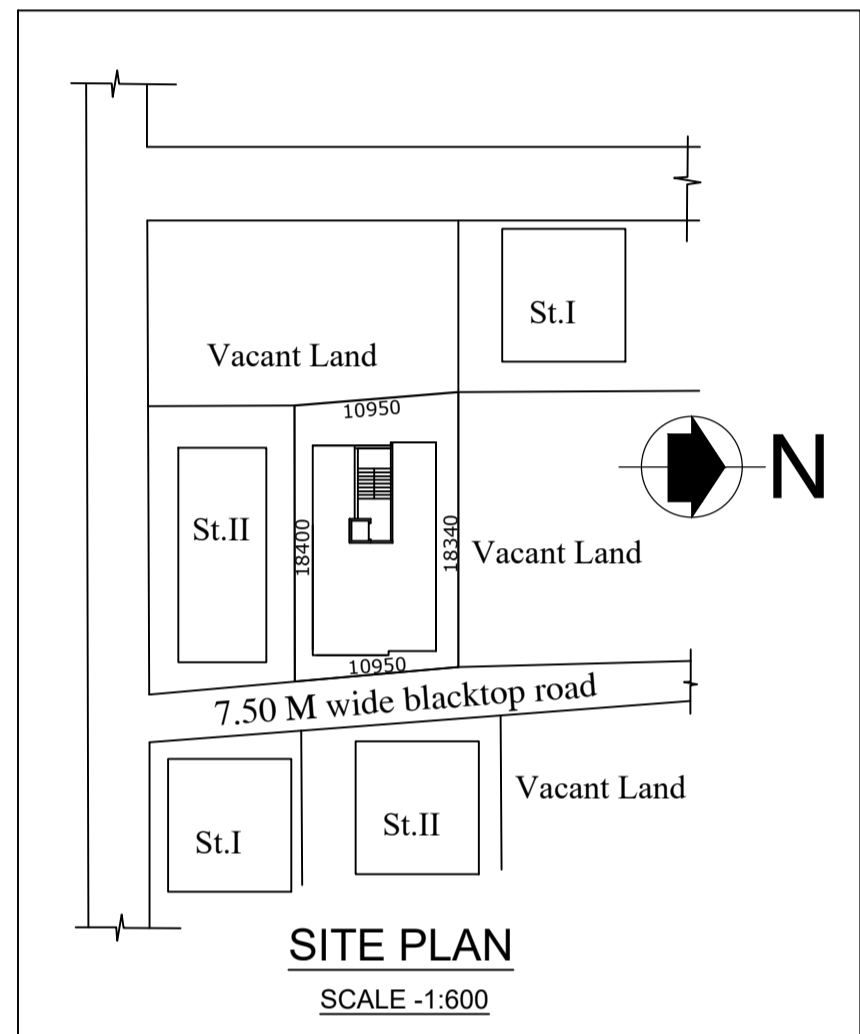 St.I
Vacant Land
10950
N
St.II
18400
18340
Vacant Land
10950
7.50 M wide blacktop road
Vacant Land
St.I
St.II
SITE PLAN
SCALE -1:600